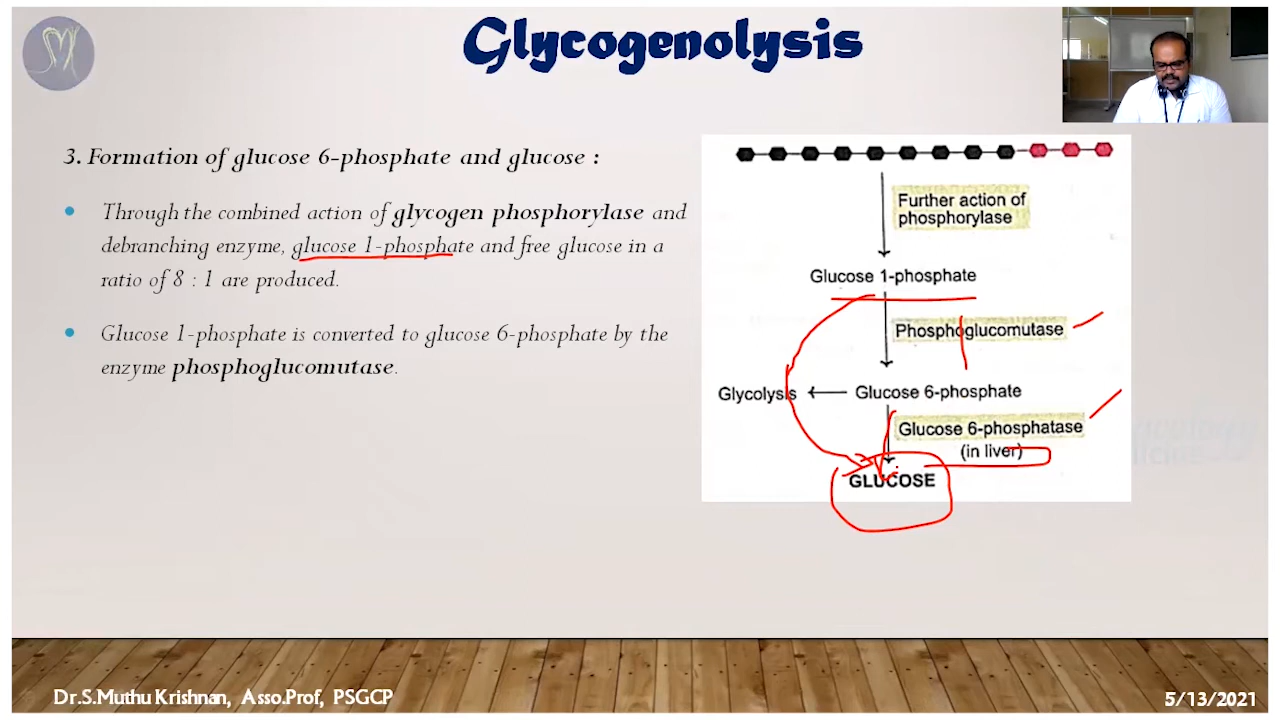 Glycogenolysis
3. Formation of glucose 6-phosphate and glucose :
Through the combined action of glycogen phosphorylase and
debranching enzyme, glucose 1-phosphate and free glucose in a
ratio of 8 : 1 are produced.
Glucose 1-phosphate is converted to glucose 6-phosphate by the
enzyme phosphoglucomutase.
Further action of
phosphorylase
Glucose 1-phosphate
Phosphoglucomutase
Glycolysis
Glucose 6-phosphate
Glucose 6-phosphatase
(in liver)
GLUCOSE
Dr.S.Muthu Krishnan, Asso.Prof, PSGCP
5/13/2021